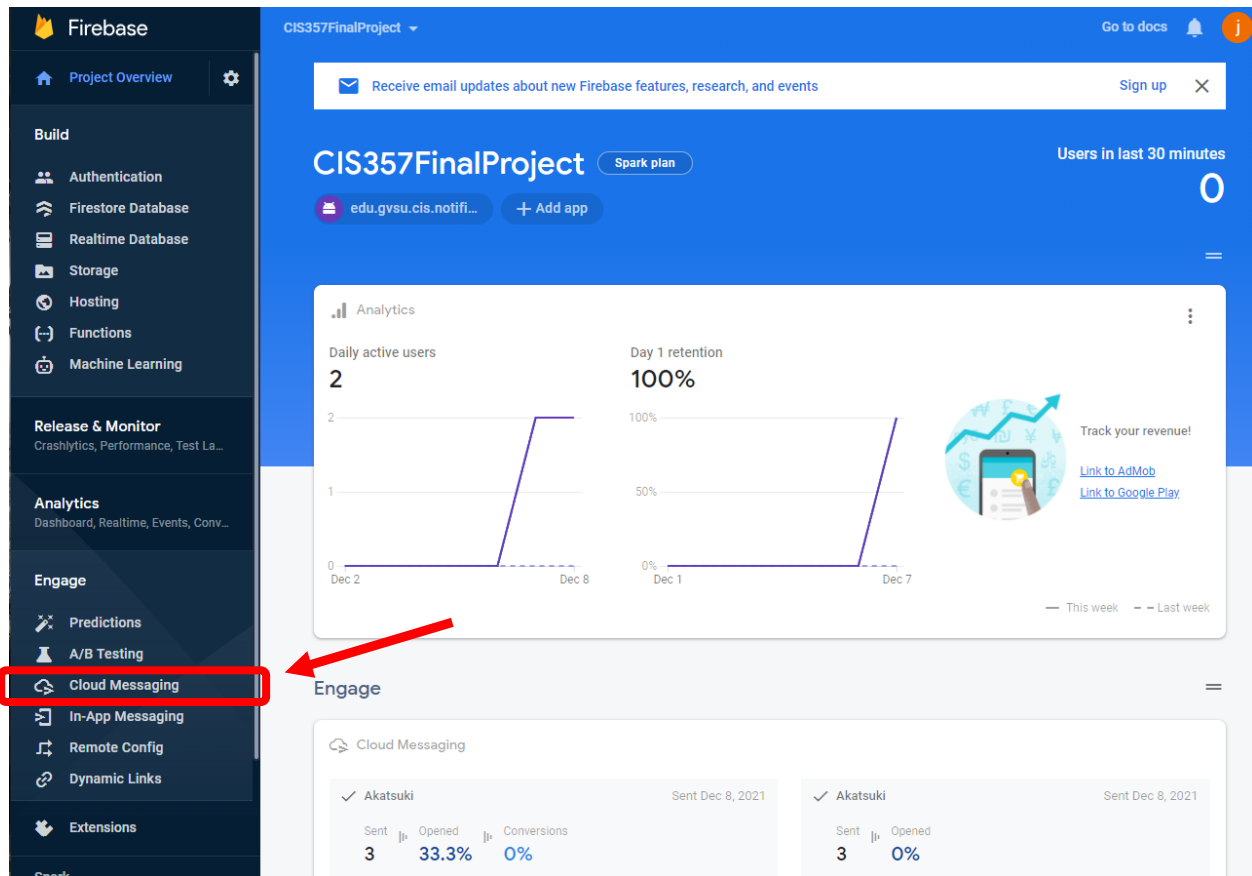 Firebase
Project Overview
Build
Authentication
Firestore Database
Realtime Database
Storage
Hosting
Functions
Machine Learning
Release & Monitor
Crashlytics, Performance, Test La...
Analytics
Dashboard, Realtime, Events, Conv...
Engage
Predictions
A/B Testing
Cloud Messaging
In-App Messaging
Remote Config
Dynamic Links
Extensions
Spark
CIS357FinalProject
Go to docs
j
Receive email updates about new Firebase features, research, and events
Sign up
CIS357FinalProject
Spark plan
Users in last 30 minutes
0
edu.gvsu.cis.notifi...
+ Add app
Analytics
Daily active users
2
2
1
0
Dec 2
Dec 8
Day 1 retention
100%
100%
50%
0%
Dec 1
Dec 7
Track your revenue!
Link to AdMob
Link to Google Play
This week
Last week
Engage
Cloud Messaging
Akatsuki
Sent Dec 8, 2021
Sent Opened Conversions
3 33.3% 0%
Akatsuki
Sent Dec 8, 2021
Sent Opened
3 0%